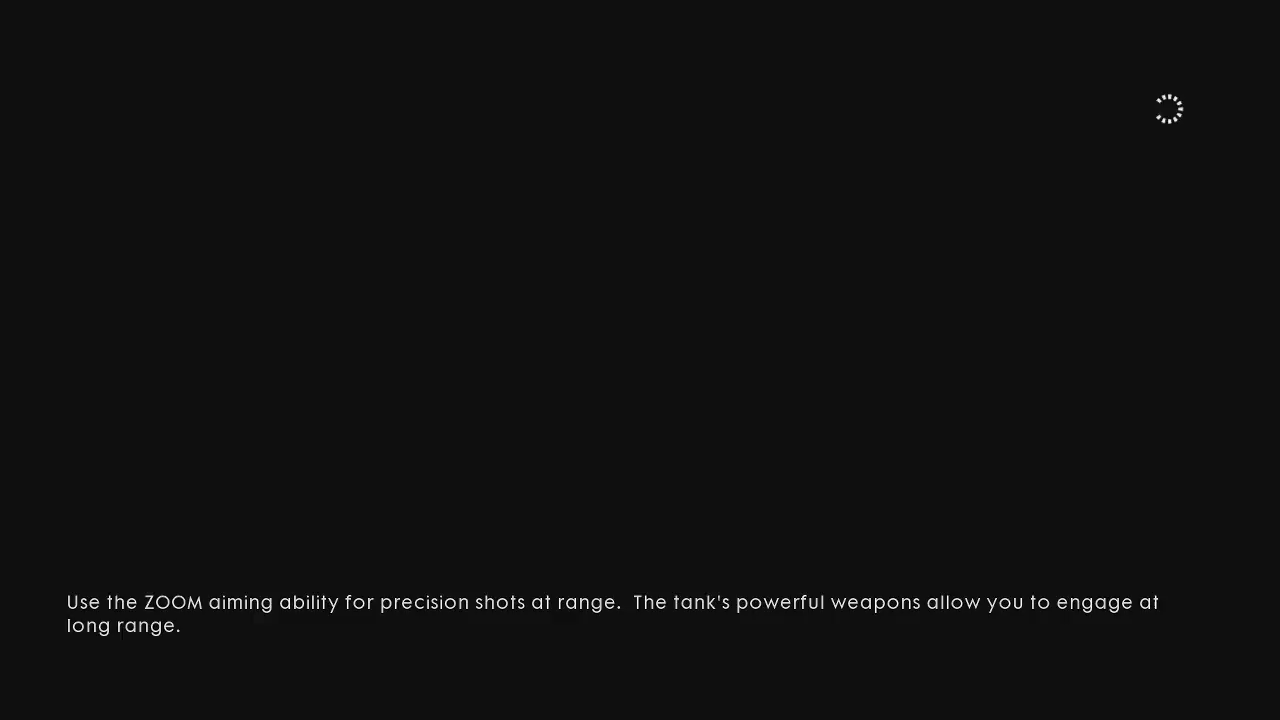 Use the ZOOM aiming ability for precision shots at range.  The tank's powerful weapons allow you to engage at
long range.